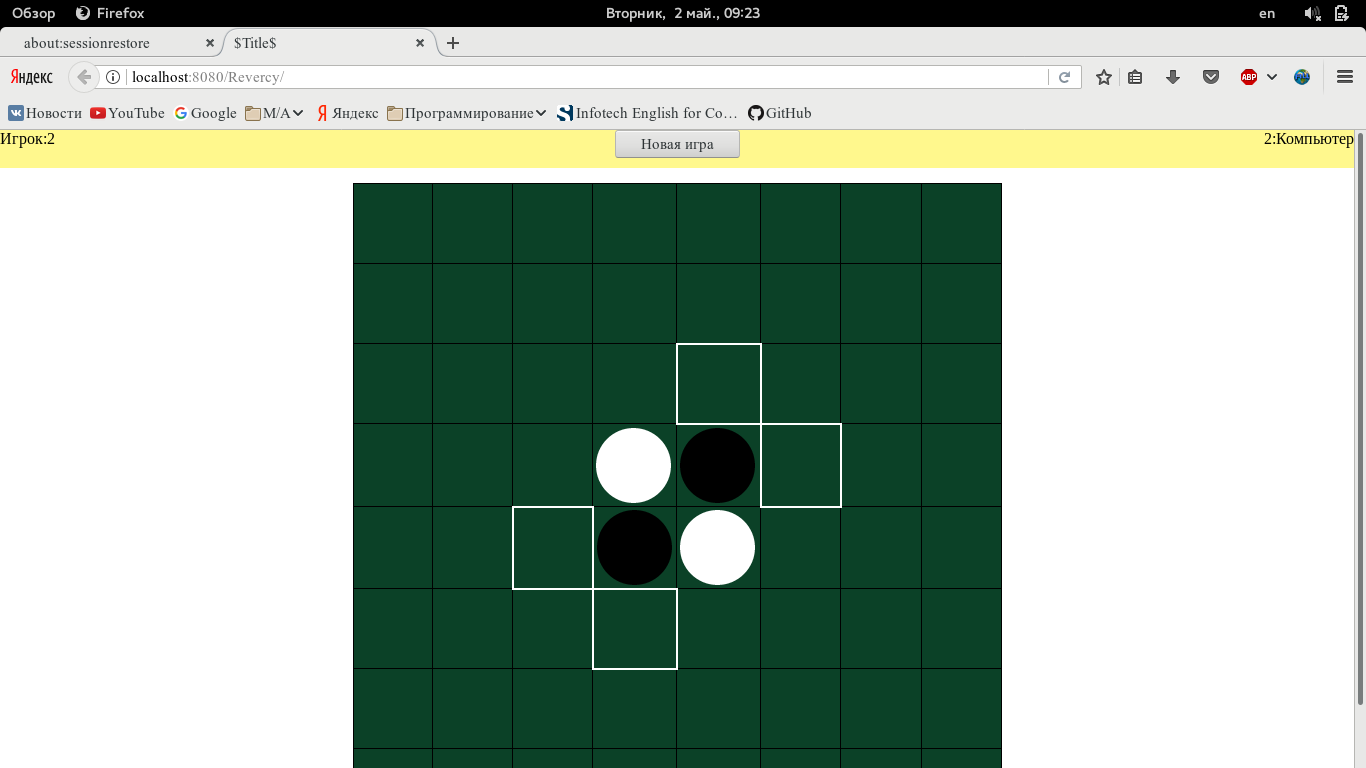 Обзор Firefox Вторник, 2 май., 09:23 en
about:sessionrestore $Title$
Яндекс localhost:8080/Revercy/ ABP
Новости YouTube Google M/A Яндекс Программирование Infotech English for Co… GitHub
Игрок:2 Новая игра 2:Компьютер